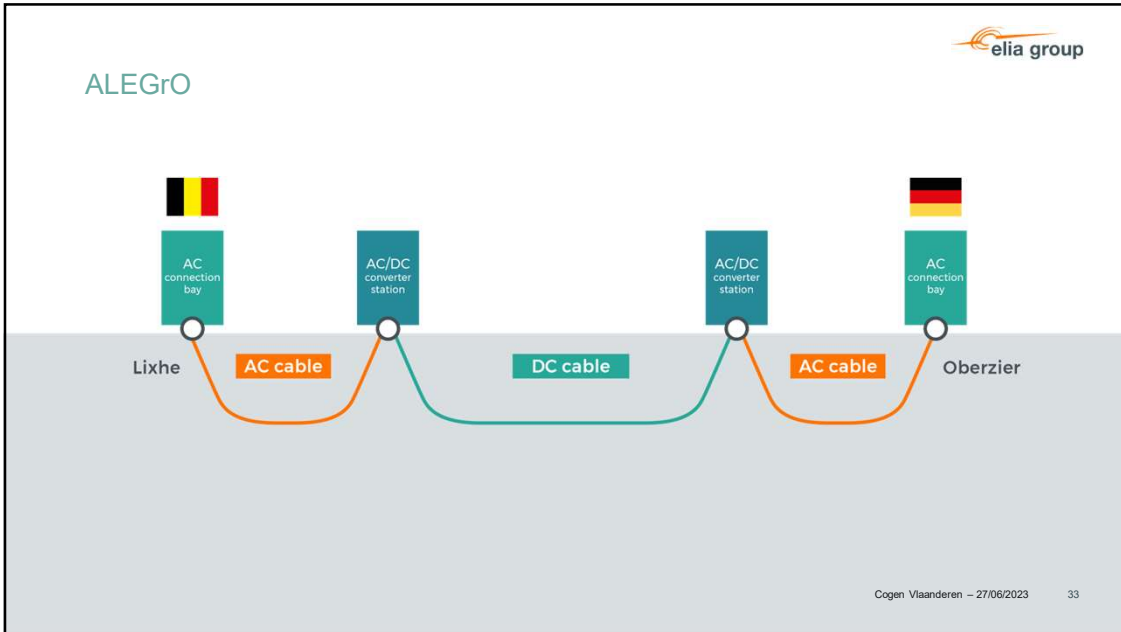 elia group
ALEGrO
AC
connection
bay
AC/DC
converter
station
AC/DC
converter
station
AC
connection
bay
Lixhe
AC cable
DC cable
AC cable
Oberzier
Cogen Vlaanderen – 27/06/2023
33